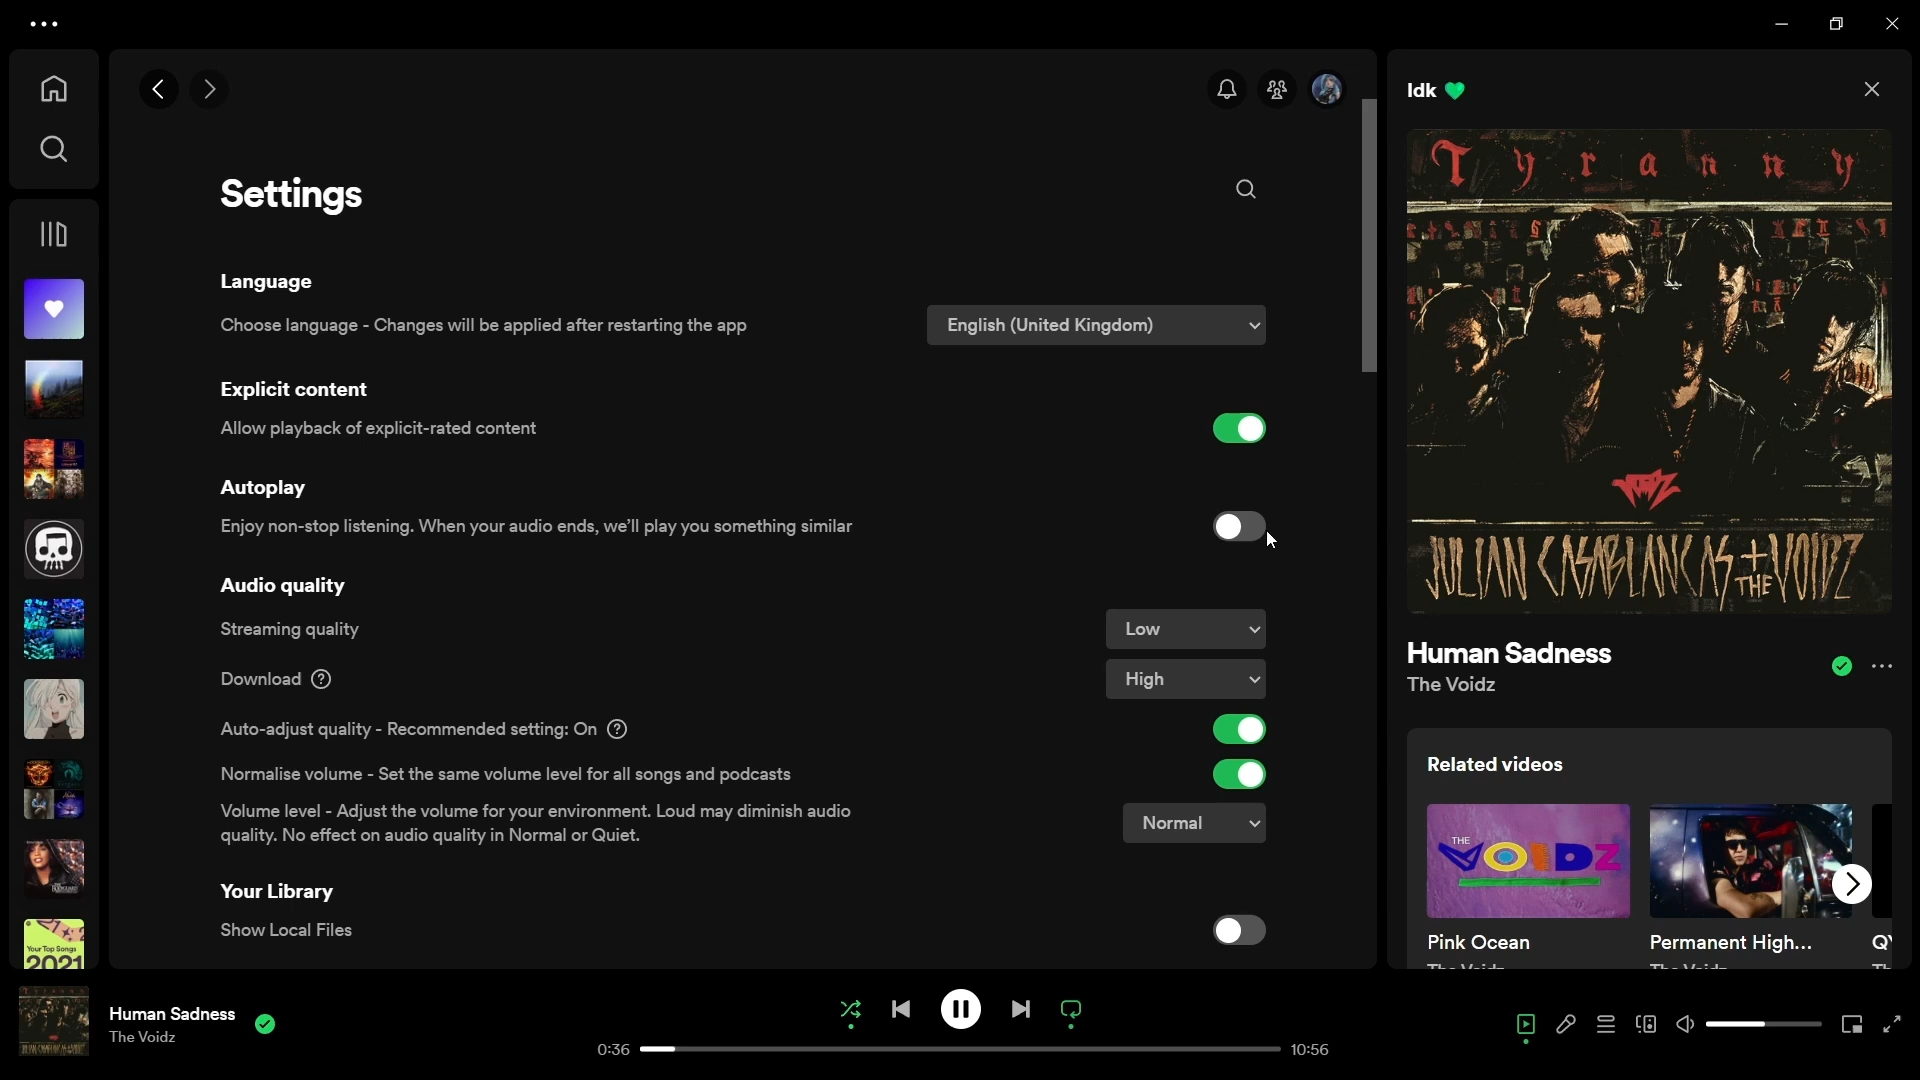 Settings
Language
Choose language - Changes will be applied after restarting the app
English (United Kingdom)
Explicit content
Allow playback of explicit-rated content
Autoplay
Enjoy non-stop listening. When your audio ends, we'll play you something similar
Audio quality
Streaming quality
Low
Download
High
Auto-adjust quality - Recommended setting: On
Normalise volume - Set the same volume level for all songs and podcasts
Volume level - Adjust the volume for your environment. Loud may diminish audio
quality. No effect on audio quality in Normal or Quiet.
Normal
Your Library
Show Local Files
Your Top Songs
2021
Idk 💚
Tyranny
JULIAN CASABLANCAS + THE VOIDZ
Human Sadness
The Voidz
Related videos
THE VOIDZ
Pink Ocean
The Voidz
Permanent High...
The Voidz
Human Sadness
The Voidz
0:36
10:56